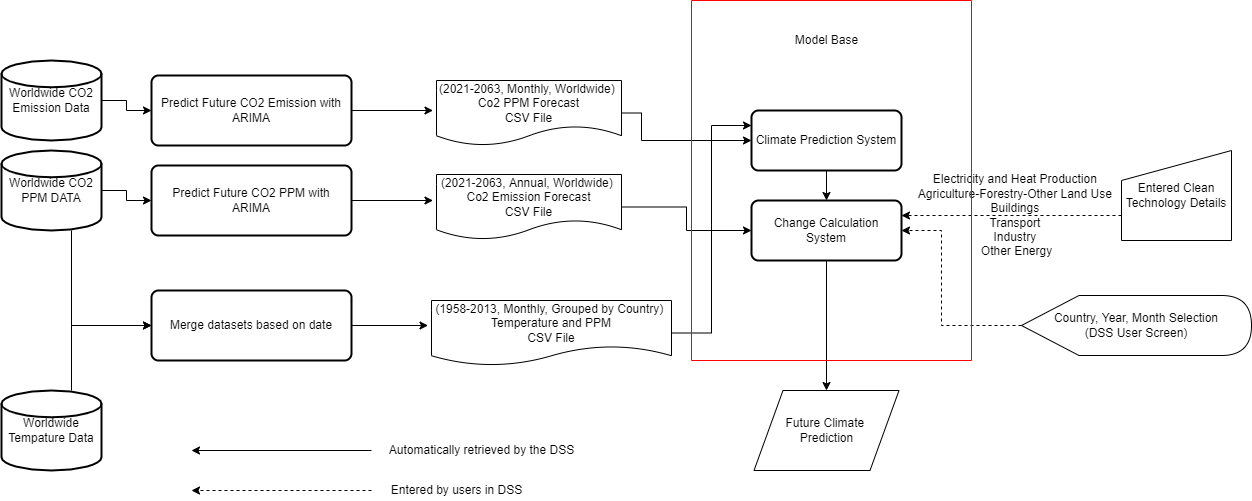 Model Base
Worldwide CO2
Emission Data
Predict Future CO2 Emission with
ARIMA
(2021-2063, Monthly, Worldwide)
Co2 PPM Forecast
CSV File
Climate Prediction System
Worldwide CO2
PPM DATA
Predict Future CO2 PPM with
ARIMA
(2021-2063, Annual, Worldwide)
Co2 Emission Forecast
CSV File
Change Calculation
System
Electricity and Heat Production
Agriculture-Forestry-Other Land Use
Buildings
Transport
Industry
Other Energy
Entered Clean
Technology Details
Merge datasets based on date
(1958-2013, Monthly, Grouped by Country)
Temperature and PPM
CSV File
Country, Year, Month Selection
(DSS User Screen)
Worldwide
Tempature Data
Future Climate
Prediction
Automatically retrieved by the DSS
Entered by users in DSS